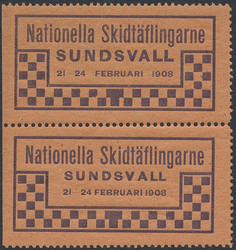 Nationella Skidtäflingarne
SUNDSVALL
21 - 24 FEBRUARI 1908
Nationella Skidtäflingarne
SUNDSVALL
21 - 24 FEBRUARI 1908